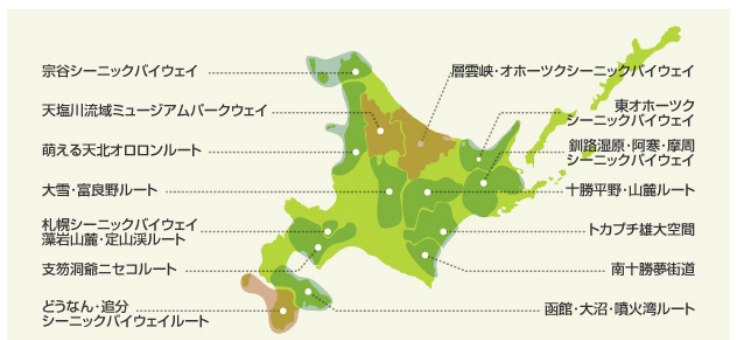 宗谷シーニックバイウェイ
天塩川流域ミュージアムパークウェイ
萌える天北オロロンルート
大雪・富良野ルート
札幌シーニックバイウェイ
藻岩山麓・定山渓ルート
支笏洞爺ニセコルート
どうなん・追分
シーニックバイウェイルート
層雲峡・オホーツクシーニックバイウェイ
東オホーツク
シーニックバイウェイ
釧路湿原・阿寒・摩周
シーニックバイウェイ
十勝平野・山麓ルート
トカプチ雄大空間
南十勝夢街道
函館・大沼・噴火湾ルート